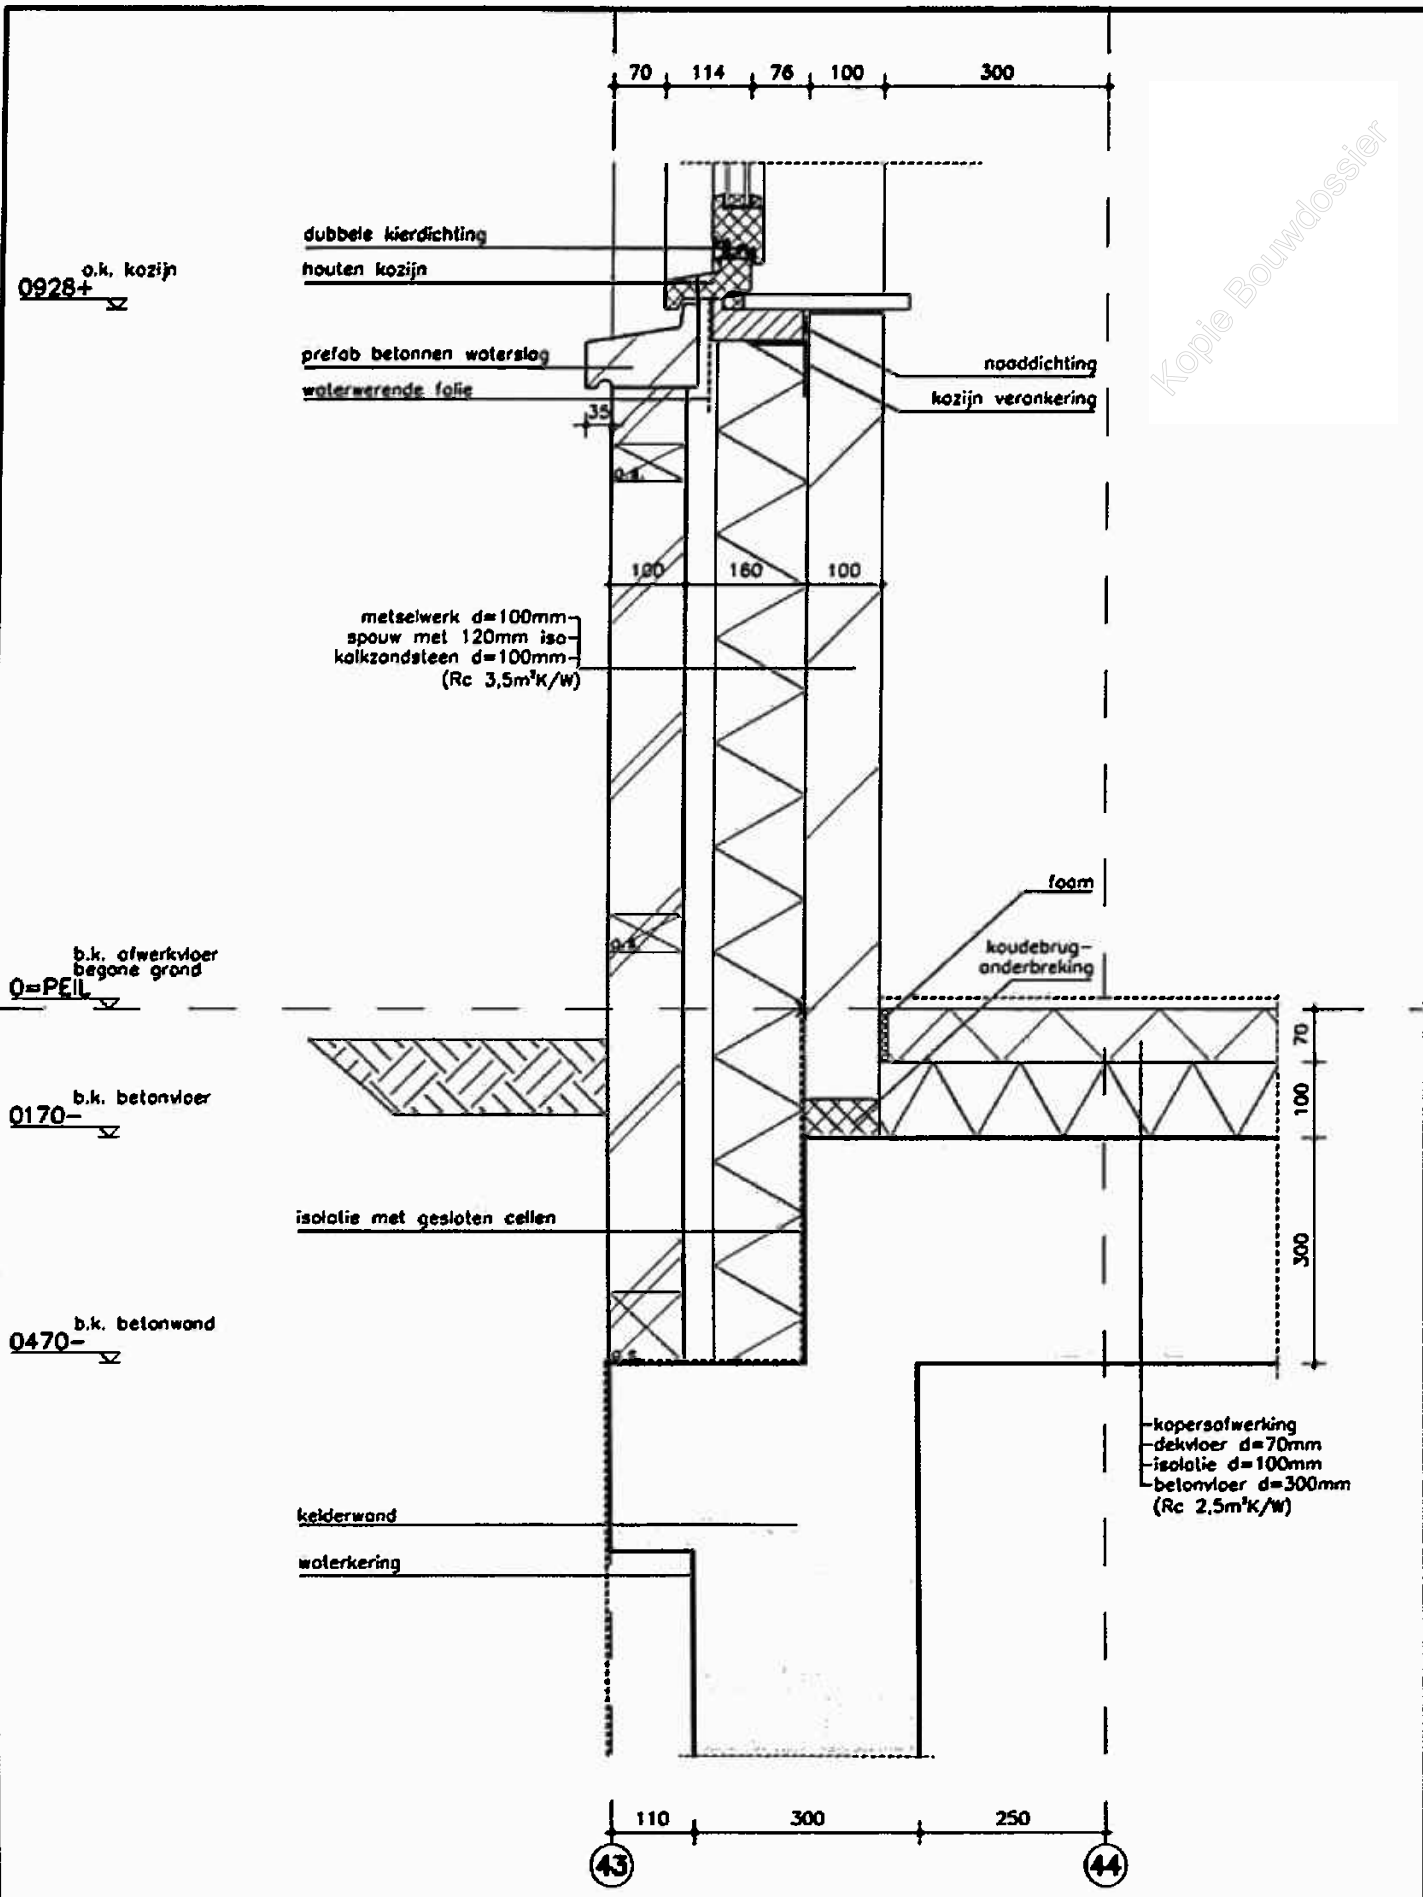 70 114 76 100 300
Kopie Bouwdossier
dubbele kierdichting
o.k. kozijn
houten kozijn
0928+
prefab betonnen waterslag
naaddichting
waterwerende folie
kozijn verankering
35
o.s.
100 160 100
metselwerk d=100mm
spouw met 120mm iso
kalkzandsteen d=100mm
(Rc 3,5m²K/W)
foam
o.s.
koudebrug-
onderbreking
b.k. afwerkvloer
begane grond
0=PEIL
70
b.k. betonvloer
0170-
100
isolatie met gesloten cellen
300
b.k. betonwand
0470-
o.s.
kopersafwerking
dekvloer d=70mm
isolatie d=100mm
betonvloer d=300mm
(Rc 2,5m²K/W)
kelderwand
waterkering
110 300 250
43 44